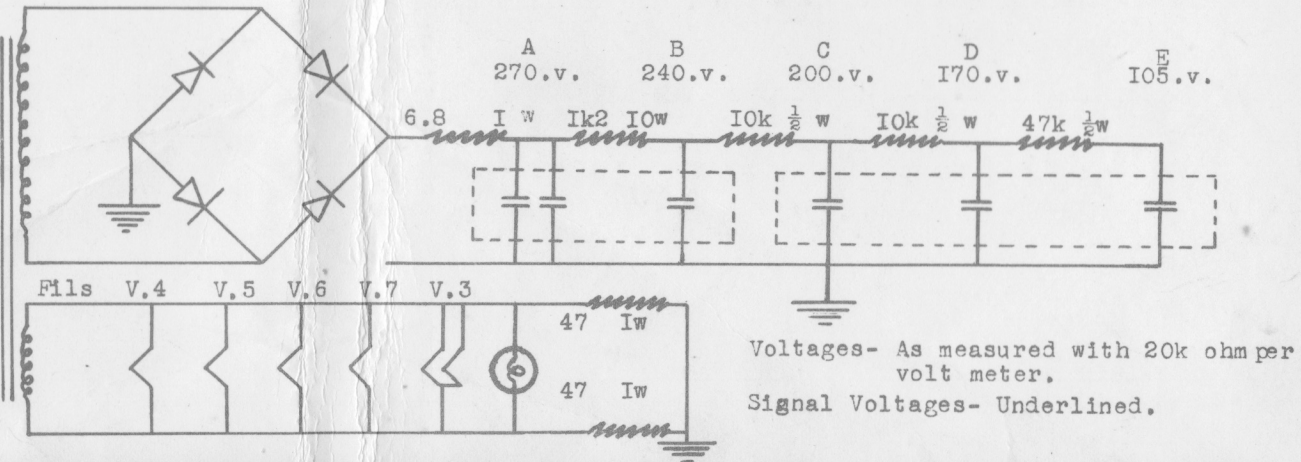 A B C D E
270.v. 240.v. 200.v. I70.v. I05.v.
6.8 I w Ik2 I0w I0k ½ w I0k ½ w 47k ½w
Fils V.4 V.5 V.6 V.7 V.3
47 Iw
47 Iw
Voltages- As measured with 20k ohm per
volt meter.
Signal Voltages- Underlined.